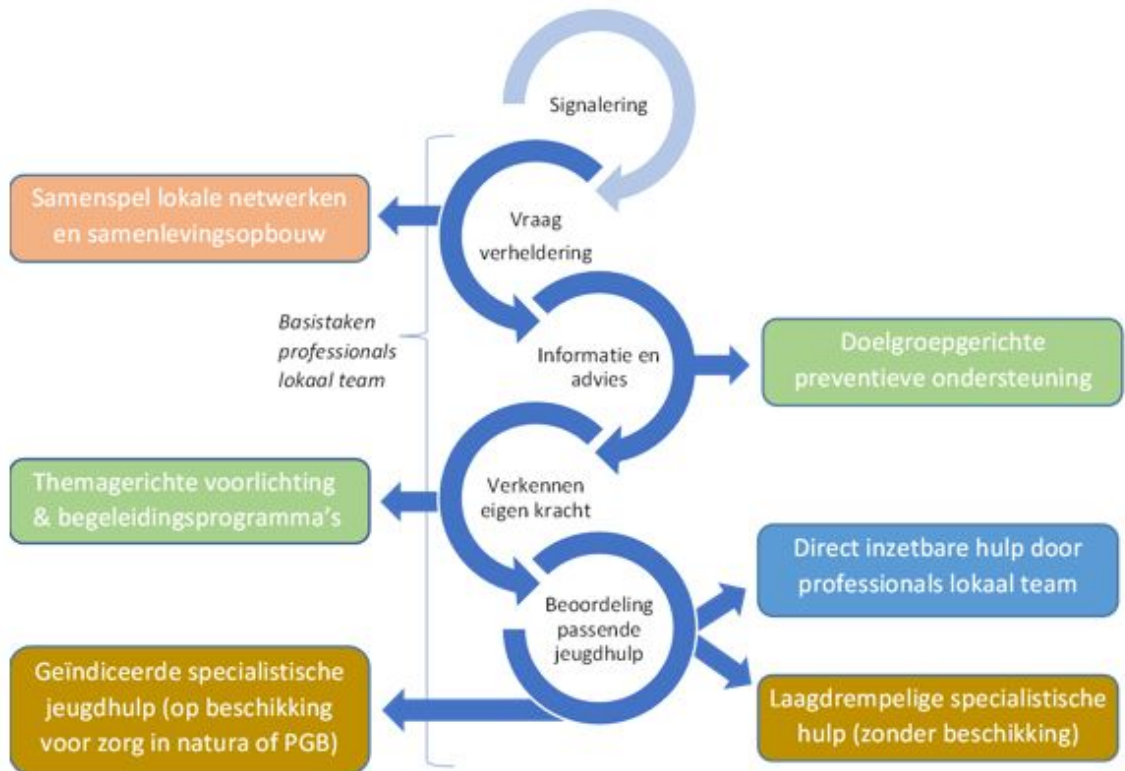 Signalering
Samenspel lokale netwerken
en samenlevingsopbouw
Vraag
verheldering
Basistaken
professionals
lokaal team
Informatie en
advies
Doelgroepgerichte
preventieve ondersteuning
Themagerichte voorlichting
& begeleidingsprogramma's
Verkennen
eigen kracht
Direct inzetbare hulp door
professionals lokaal team
Beoordeling
passende
jeugdhulp
Geïndiceerde specialistische
jeugdhulp (op beschikking
voor zorg in natura of PGB)
Laagdrempelige specialistische
hulp (zonder beschikking)